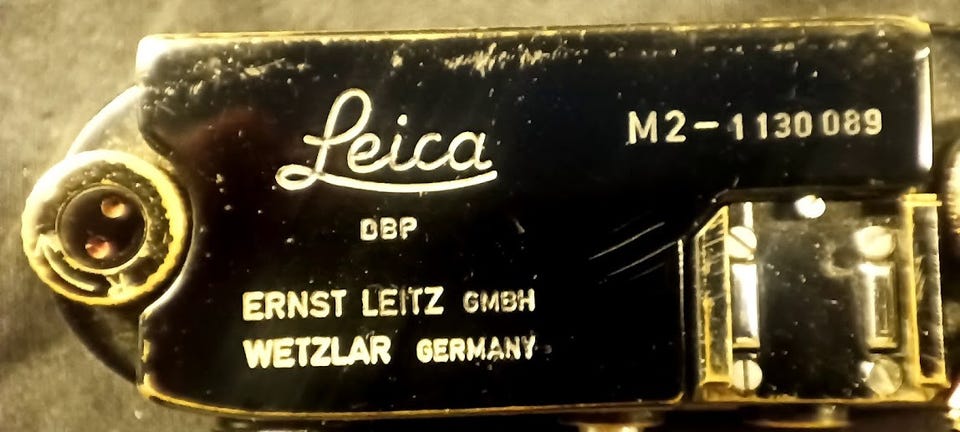 Leica
M2-1130089
DBP
ERNST LEITZ GMBH
WETZLAR GERMANY